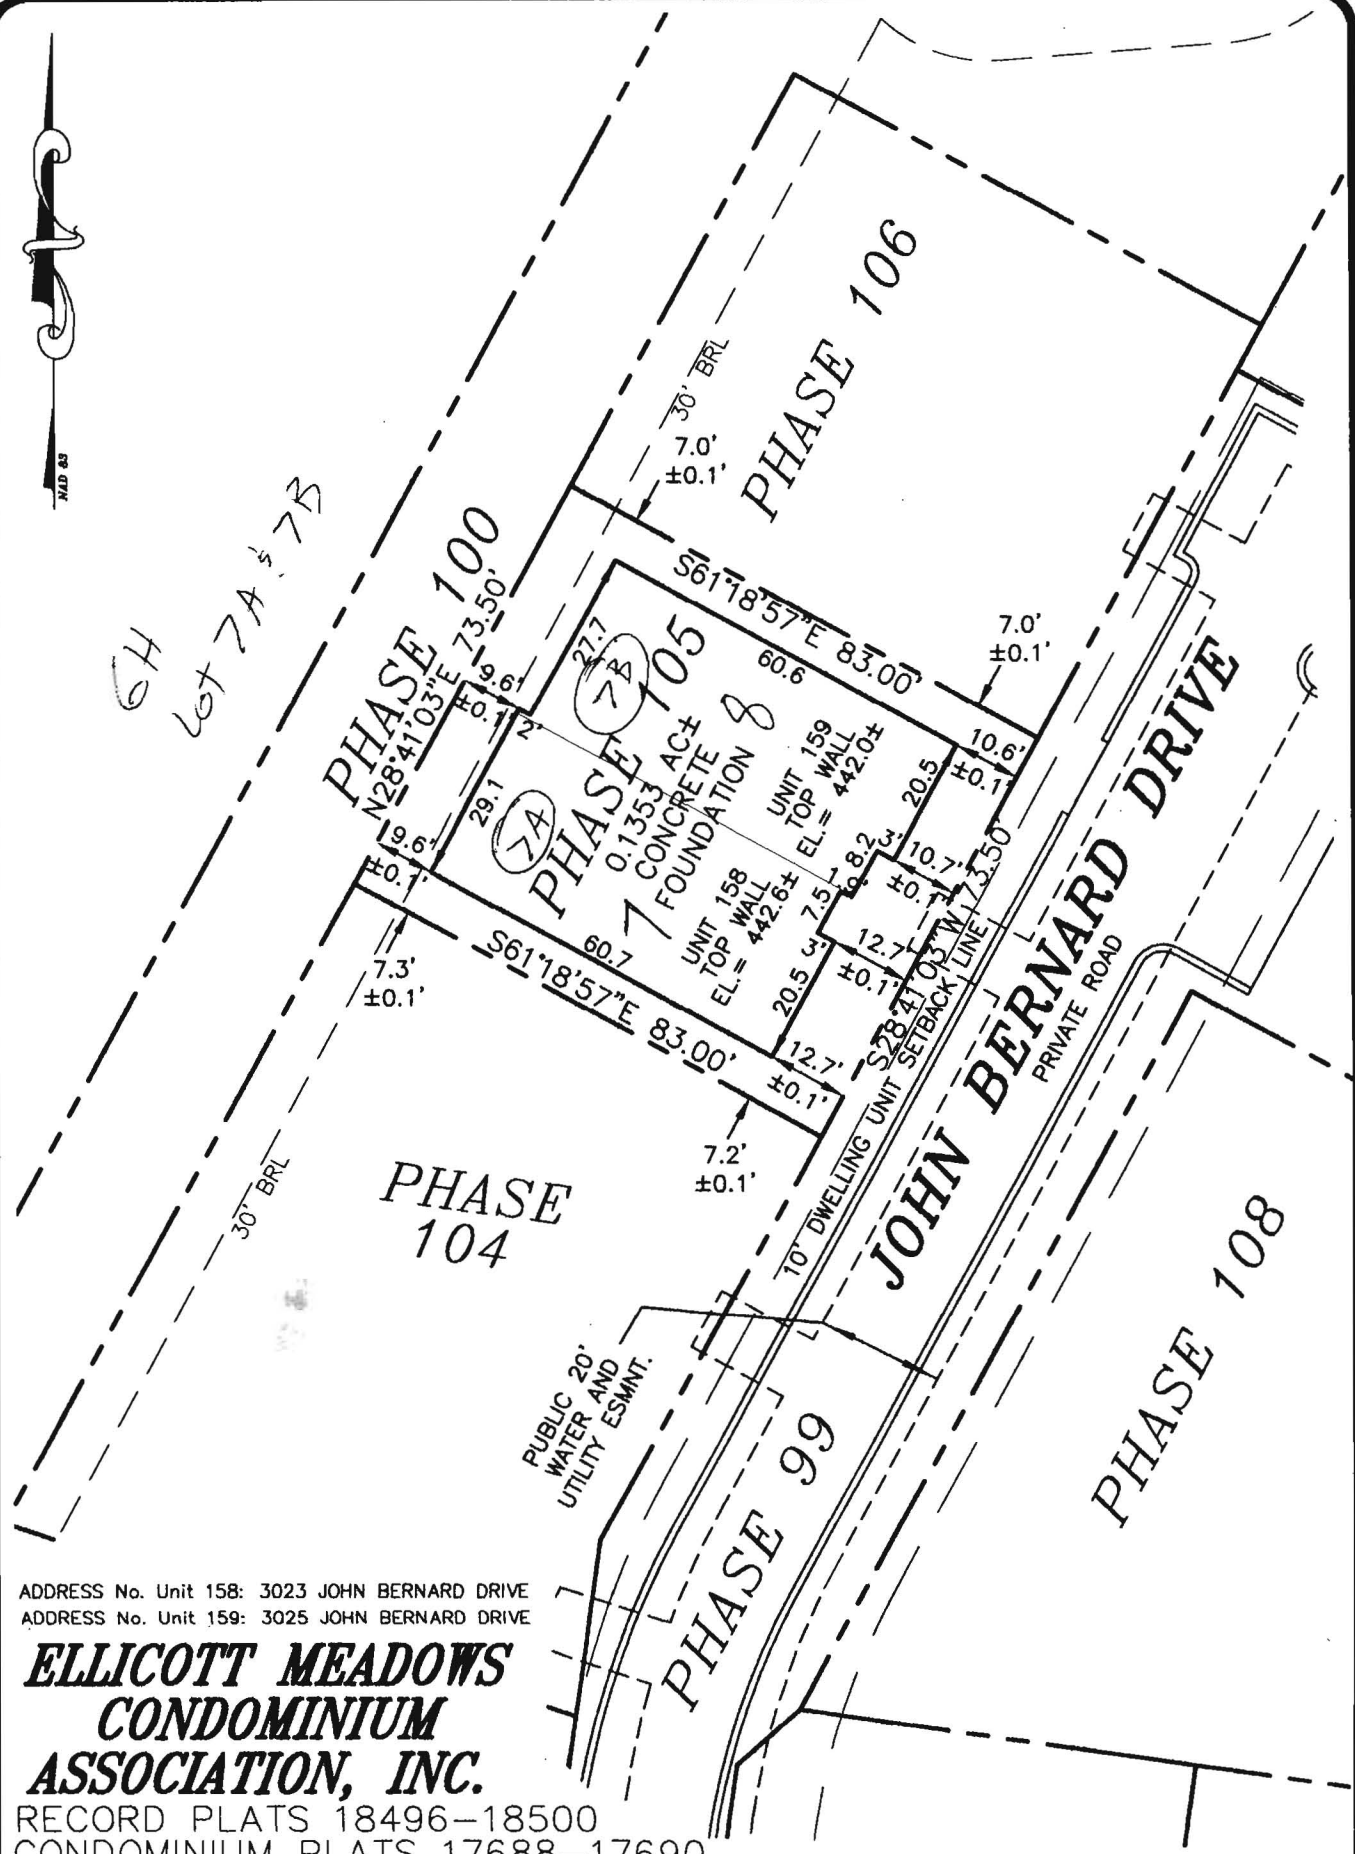 NAD 83
6H
Lot 7A & 7B
PHASE 106
30' BRL
7.0'
±0.1'
PHASE 100
N28°41'03"E 73.50'
S61°18'57"E 83.00'
7.0'
±0.1'
27.7
7B
60.6
9.6'
±0.1'
2'
29.1
7A
PHASE 105
0.1353 AC±
CONCRETE
FOUNDATION
7
8
UNIT 159
TOP WALL
EL.= 442.0±
UNIT 158
TOP WALL
EL.= 442.6±
10.6'
±0.1'
20.5
3'
8.2
7.5
3'
10.7'
±0.1'
12.7'
±0.1'
20.5
12.7'
±0.1'
9.6'
±0.1'
60.7
S61°18'57"E 83.00'
7.3'
±0.1'
7.2'
±0.1'
S28°41'03"W 73.50'
10' DWELLING UNIT SETBACK LINE
JOHN BERNARD DRIVE
PRIVATE ROAD
30' BRL
PHASE
104
PHASE 108
PUBLIC 20'
WATER AND
UTILITY ESMNT.
PHASE 99
ADDRESS No. Unit 158: 3023 JOHN BERNARD DRIVE
ADDRESS No. Unit 159: 3025 JOHN BERNARD DRIVE
ELLICOTT MEADOWS
CONDOMINIUM
ASSOCIATION, INC.
RECORD PLATS 18496-18500
CONDOMINIUM PLATS 17688-17690